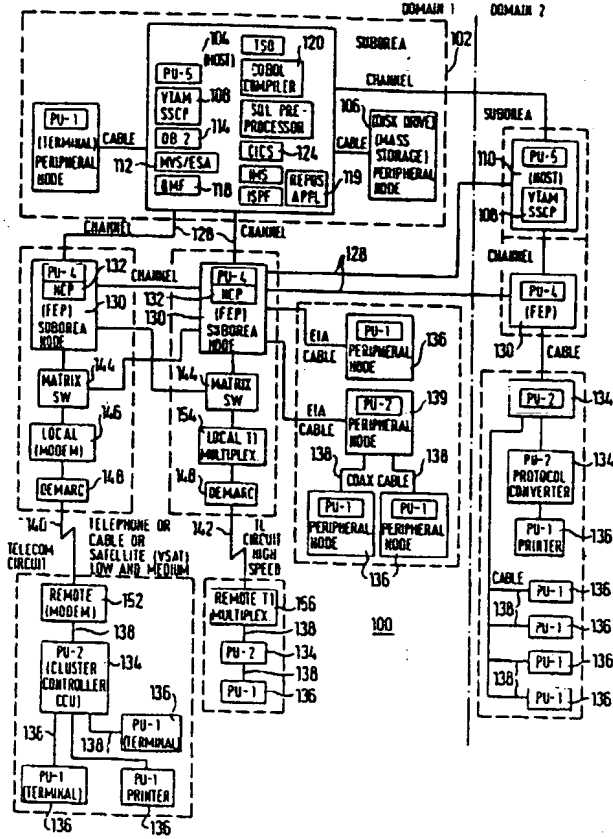 DOMAIN 1
DOMAIN 2
104
(HOST)
PU-5
VTAM
SSCP
108
DB 2
114
112
MVS/ESA
RMF
118
TSO
120
COBOL
COMPILER
SQL PRE-
PROCESSOR
CICS
124
IMS
ISPF
REPOS
APPL
119
SUBOREA
102
CHANNEL
PU-1
(TERMINAL)
PERIPHERAL
NODE
CABLE
CABLE
106
(DISK DRIVE)
(MASS
STORAGE)
PERIPHERAL
NODE
SUBOREA
110
PU-5
(HOST)
VTAM
SSCP
108
CHANNEL
PU-4
(FEP)
130
CABLE
CHANNEL
128
CHANNEL
128
PU-4
NCP
132
(FEP)
130
SUBOREA
NODE
CHANNEL
PU-4
NCP
132
(FEP)
130
SUBOREA
NODE
MATRIX
SW
144
MATRIX
SW
144
LOCAL
(MODEM)
146
154
LOCAL T1
MULTIPLEX.
DEMARC
148
148
DEMARC
EIA
CABLE
PU-1
PERIPHERAL
NODE
136
EIA
CABLE
PU-2
PERIPHERAL
NODE
139
138
COAX CABLE
138
PU-1
PERIPHERAL
NODE
PU-1
PERIPHERAL
NODE
136
100
PU-2
134
PU-2
PROTOCOL
CONVERTER
134
PU-1
PRINTER
136
CABLE
138
PU-1
136
PU-1
136
138
PU-1
136
PU-1
136
140
TELECOM
CIRCUIT
TELEPHONE OR
CABLE OR
SATELLITE (VSAT)
LOW AND MEDIUM
142
T1
CIRCUIT
HIGH
SPEED
REMOTE
(MODEM)
152
138
PU-2
(CLUSTER
CONTROLLER
CCU)
134
136
138
PU-1
(TERMINAL)
136
PU-1
(TERMINAL)
136
PU-1
PRINTER
136
REMOTE T1
MULTIPLEX.
156
138
PU-2
134
138
PU-1
136